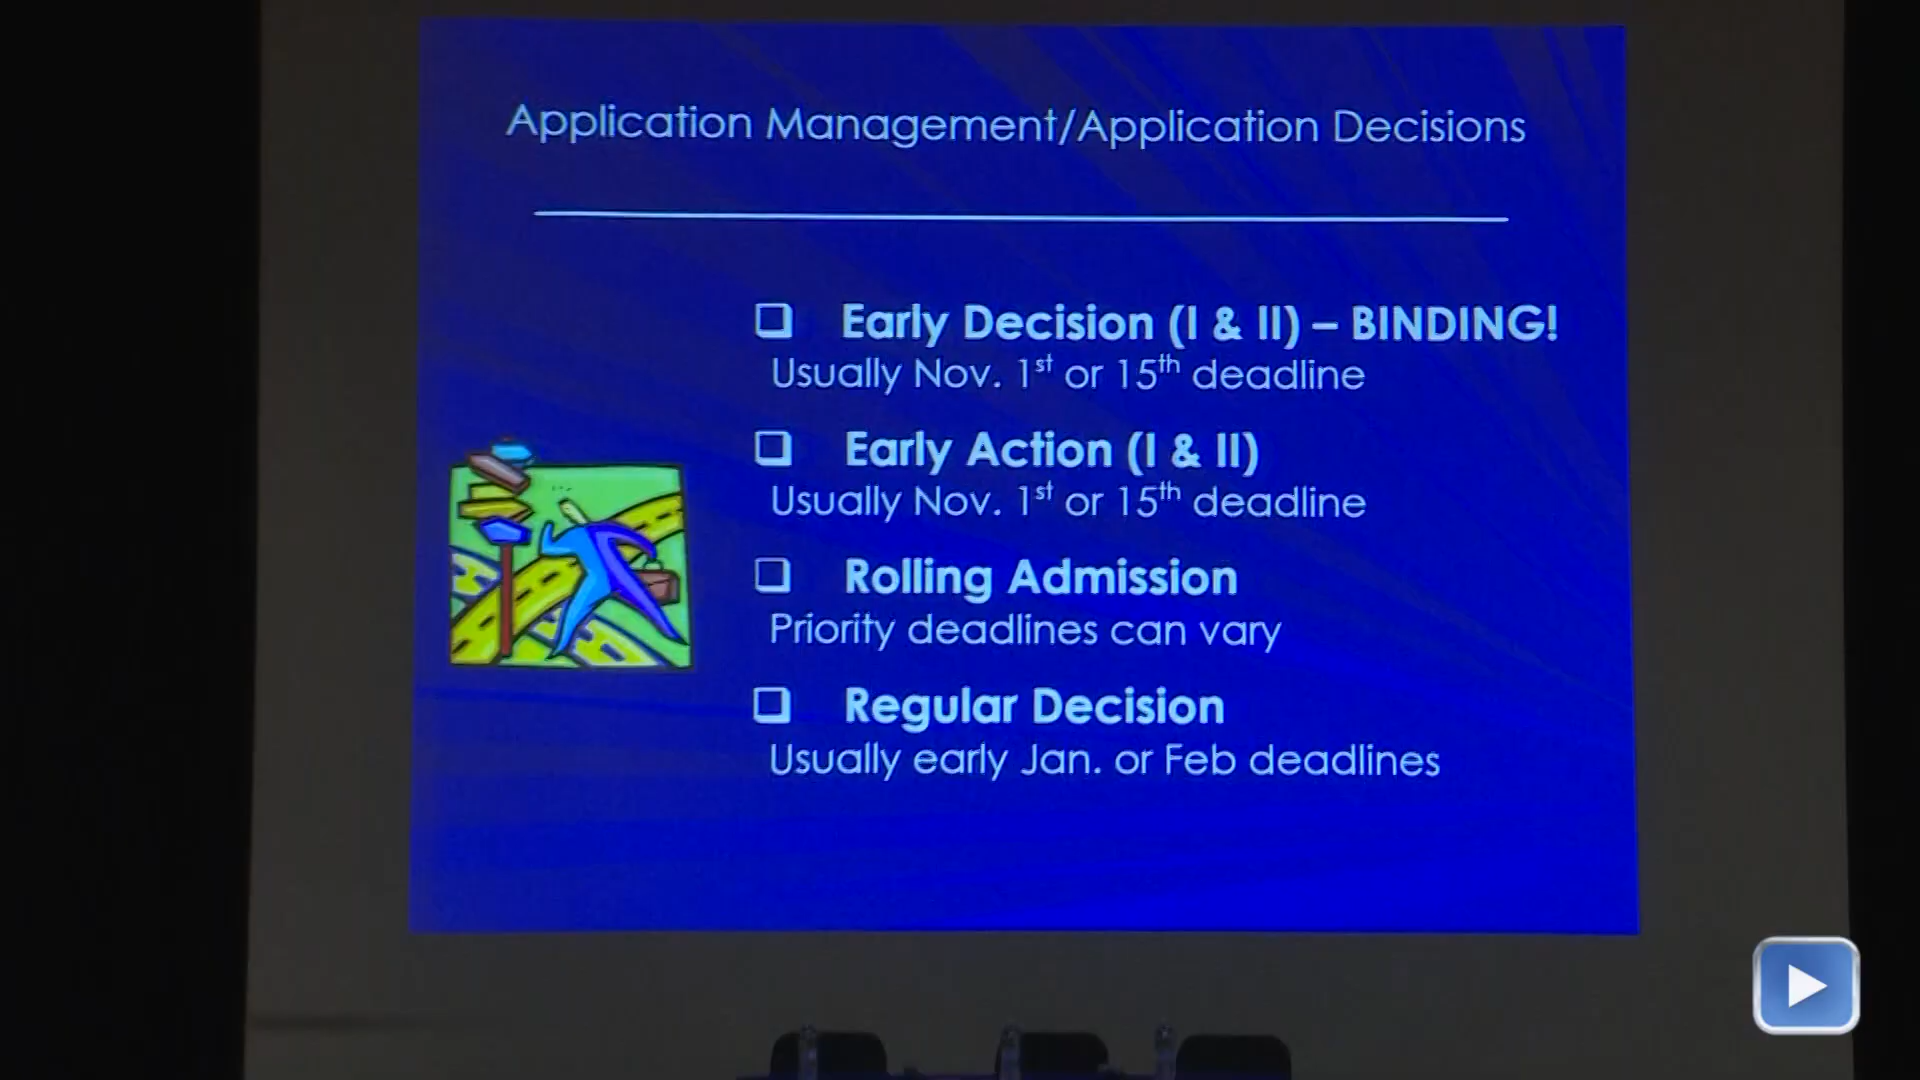 Application Management/Application Decisions
❑ Early Decision (I & II) – BINDING!
Usually Nov. 1st or 15th deadline
❑ Early Action (I & II)
Usually Nov. 1st or 15th deadline
❑ Rolling Admission
Priority deadlines can vary
❑ Regular Decision
Usually early Jan. or Feb deadlines